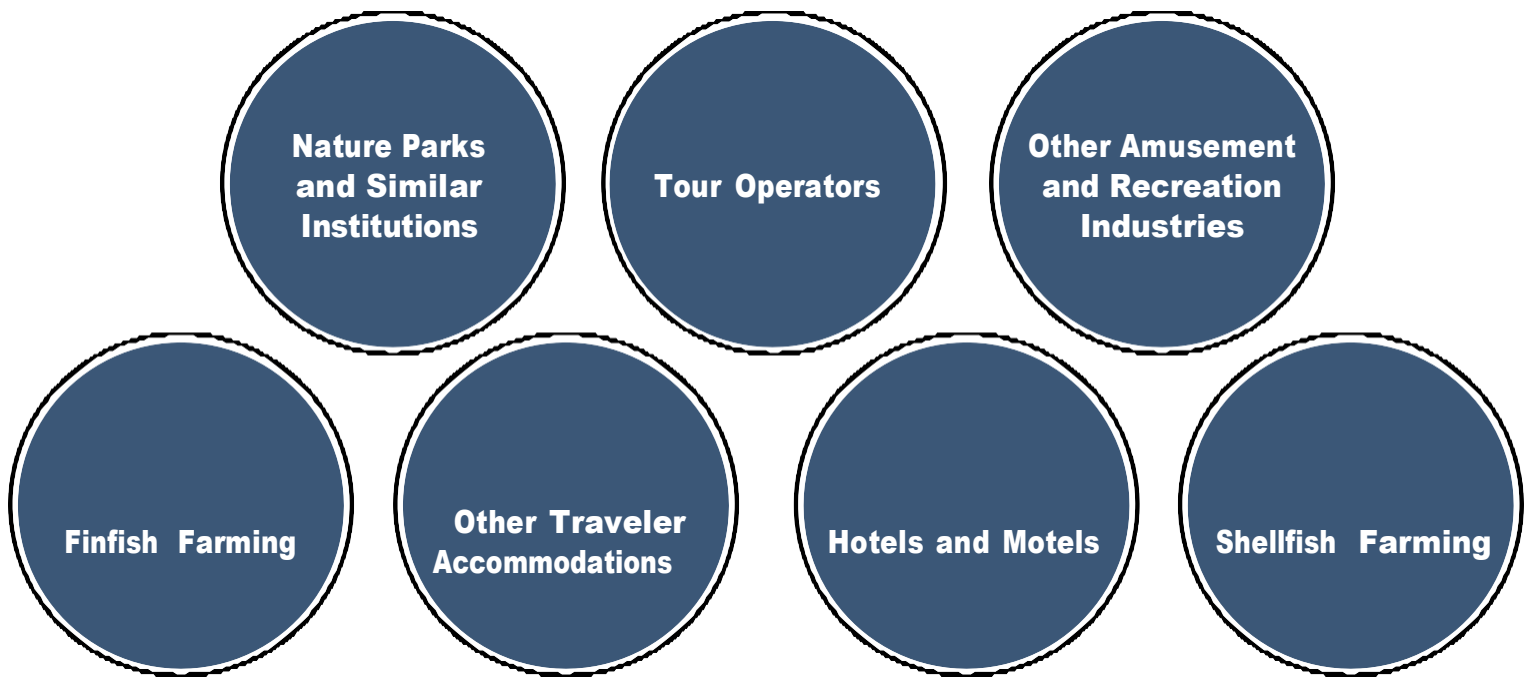 Nature Parks
and Similar
Institutions
Tour Operators
Other Amusement
and Recreation
Industries
Finfish Farming
Other Traveler
Accommodations
Hotels and Motels
Shellfish Farming